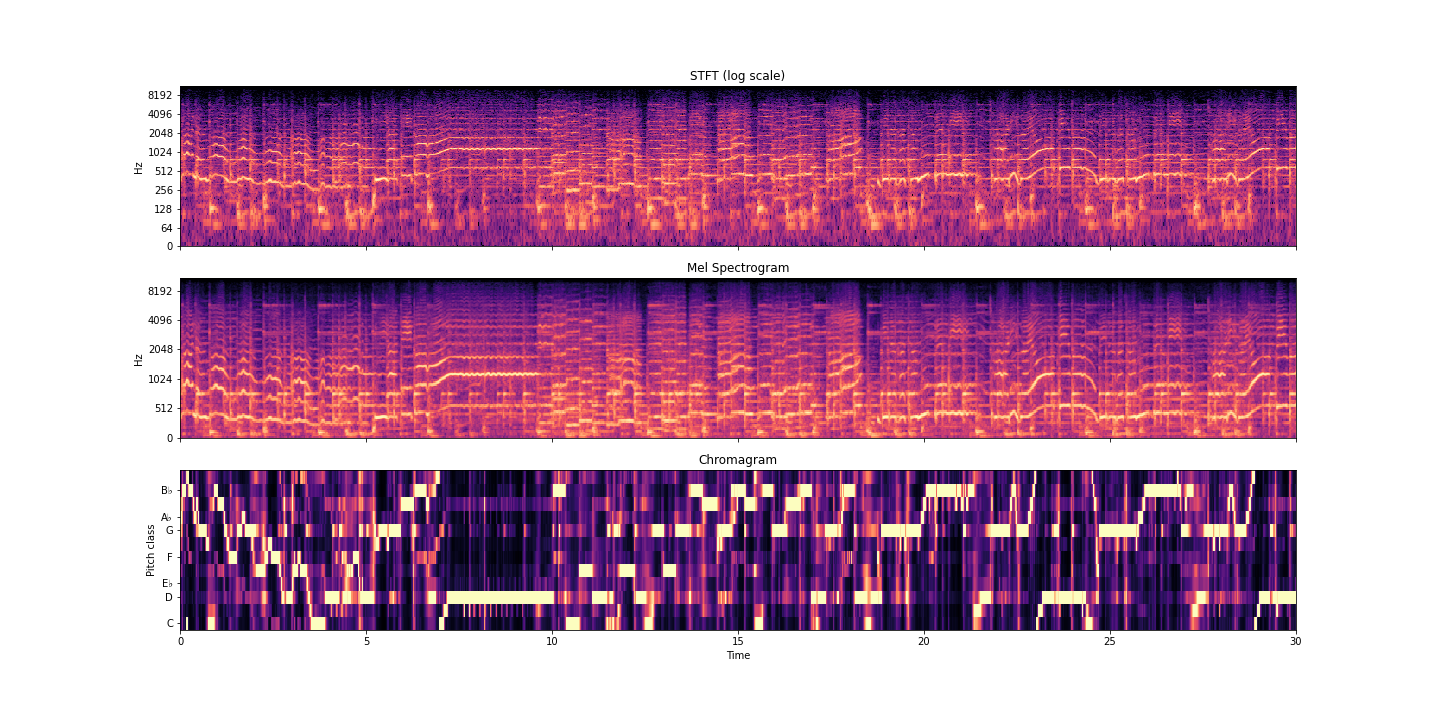 STFT (log scale)
8192
4096
2048
1024
512
256
128
64
0
Hz
Mel Spectrogram
8192
4096
2048
1024
512
0
Hz
Chromagram
B♭
A♭
G
F
E♭
D
C
Pitch class
0 5 10 15 20 25 30
Time